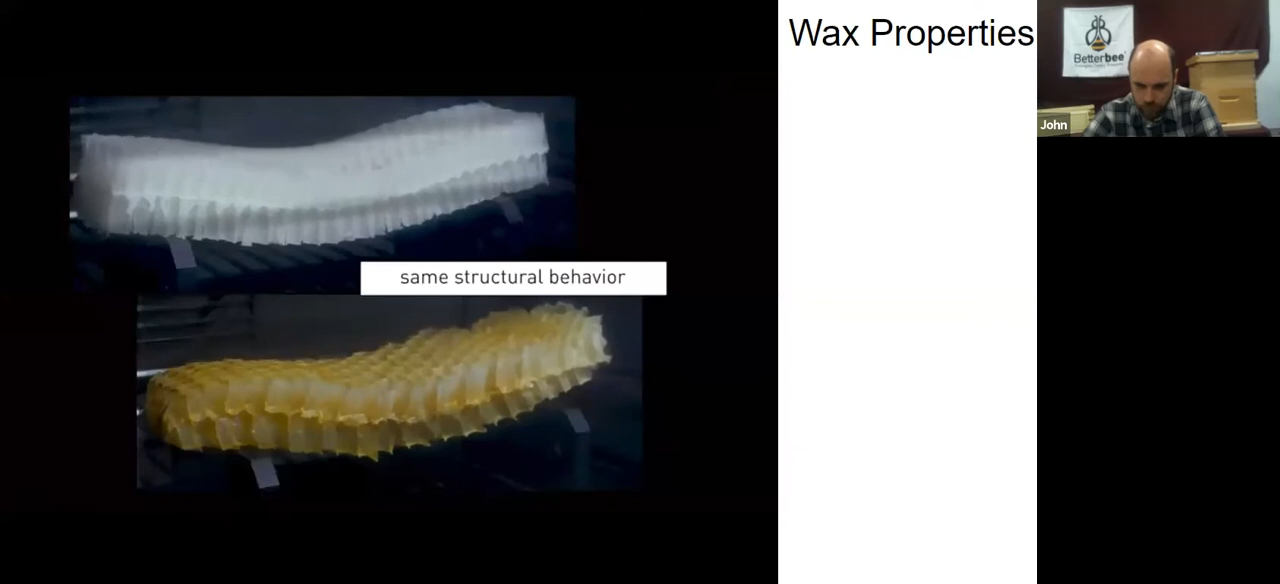 same structural behavior
Wax Properties
Betterbee
John